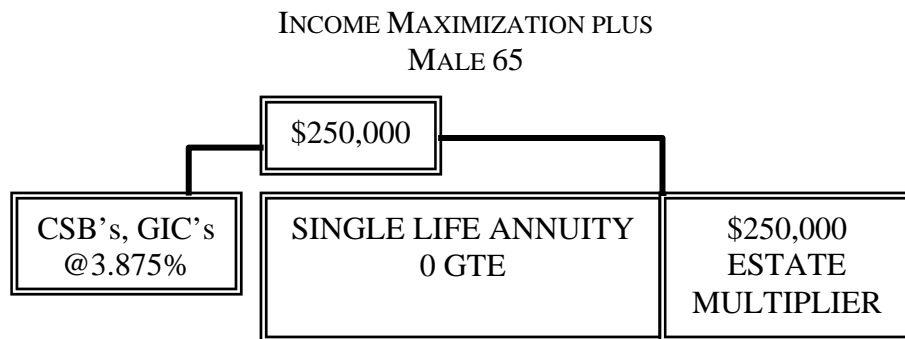 INCOME MAXIMIZATION PLUS
MALE 65
$250,000
CSB's, GIC's
@3.875%
SINGLE LIFE ANNUITY
0 GTE
$250,000
ESTATE
MULTIPLIER